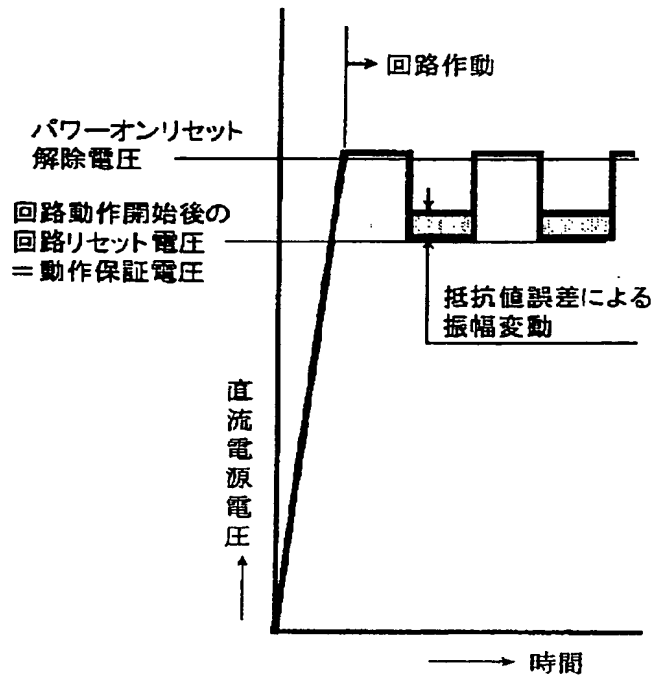 回路作動
パワーオンリセット
解除電圧
回路動作開始後の
回路リセット電圧
＝動作保証電圧
抵抗値誤差による
振幅変動
直流電源電圧
時間